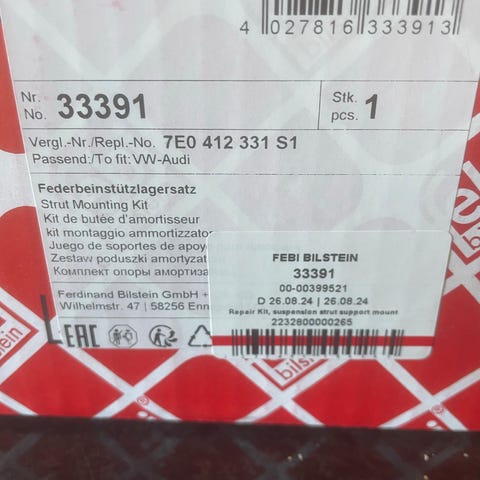 4 027816 333913
Nr.
No. 33391
Stk.
pcs. 1
Vergl.-Nr./Repl.-No. 7E0 412 331 S1
Passend:/To fit: VW-Audi
Federbeinstützlagersatz
Strut Mounting Kit
Kit de butée d'amortisseur
kit montaggio ammortizzator
Juego de soportes de apoyo
Zestaw poduszki amortyzat
Комплект опоры амортиза
Ferdinand Bilstein GmbH +
Wilhelmstr. 47 | 58256 Enn
EAC
FEBI BILSTEIN
33391
00-00399521
D 26.08.24 | 26.08.24
Repair Kit, suspension strut support mount
2232800000265
bilstein